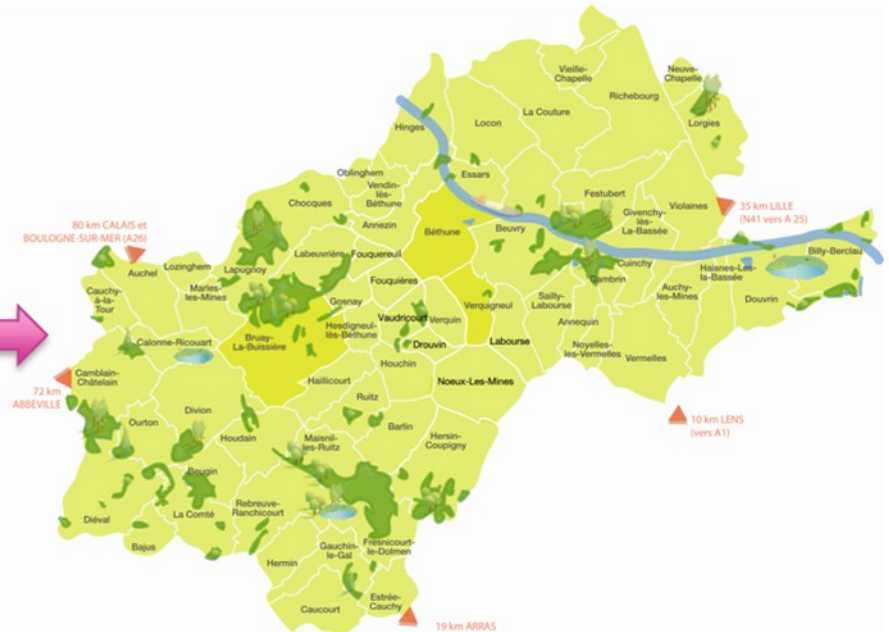 Vieille-
Chapelle
Neuve-
Chapelle
Richebourg
La Couture
Locon
Lorgies
Hinges
Essars
Oblinghem
Vendin-
lès-
Béthune
Festubert
Violaines
35 km LILLE
(N41 vers A 25)
Chocques
Annezin
Béthune
Beuvry
Givenchy-
lès-
La-Bassée
80 km CALAIS et
BOULOGNE-SUR-MER (A26)
Auchel
Lozinghem
Lapugnoy
Labeuvrière
Fouquereuil
Cuinchy
Billy-Berclau
Cauchy-
à-la-
Tour
Marles-
les-Mines
Fouquières
Cambrin
Haisnes-Les-
la-Bassée
Gosnay
Verquigneul
Sailly-
Labourse
Auchy-
les-Mines
Douvrin
Calonne-Ricouart
Bruay-
La-Buissière
Hesdigneul-
lès-Béthune
Vaudricourt
Verquin
Annequin
Drouvin
Labourse
Noyelles-
les-Vermelles
Vermelles
Houchin
Camblain-
Châtelain
Haillicourt
Noeux-Les-Mines
72 km
ABBEVILLE
Ruitz
Divion
Ourton
Houdain
Barlin
10 km LENS
(vers A1)
Maisnil-
les-Ruitz
Hersin-
Coupigny
Beugin
Rebreuve-
Ranchicourt
La Comté
Diéval
Bajus
Gauchin-
le-Gal
Fresnicourt-
le-Dolmen
Hermin
Estrée-
Cauchy
Caucourt
19 km ARRAS